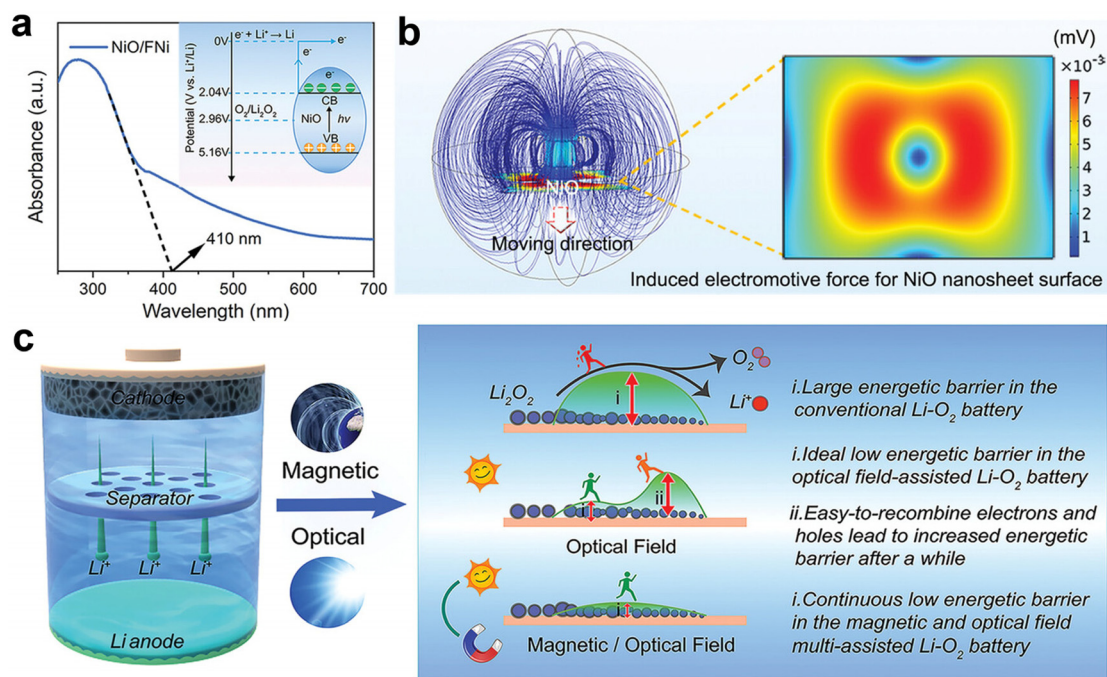 a
NiO/FNi
Absorbance (a.u.)
Wavelength (nm)
250 300 400 500 600 700
410 nm
Potential (V vs. Li⁺/Li)
0V
e⁻ + Li⁺ → Li
e⁻
e⁻
e⁻
2.04V
CB
O₂/Li₂O₂
2.96V
NiO
hν
VB
5.16V
b
NiO
Moving direction
(mV)
×10⁻³
7
6
5
4
3
2
1
Induced electromotive force for NiO nanosheet surface
c
Cathode
Separator
Li⁺ Li⁺ Li⁺
Li anode
Magnetic
Optical
Li₂O₂
i
O₂
Li⁺
i.Large energetic barrier in the
conventional Li-O₂ battery
i
ii
Optical Field
i.Ideal low energetic barrier in the
optical field-assisted Li-O₂ battery
ii.Easy-to-recombine electrons and
holes lead to increased energetic
barrier after a while
i
Magnetic / Optical Field
i.Continuous low energetic barrier
in the magnetic and optical field
multi-assisted Li-O₂ battery